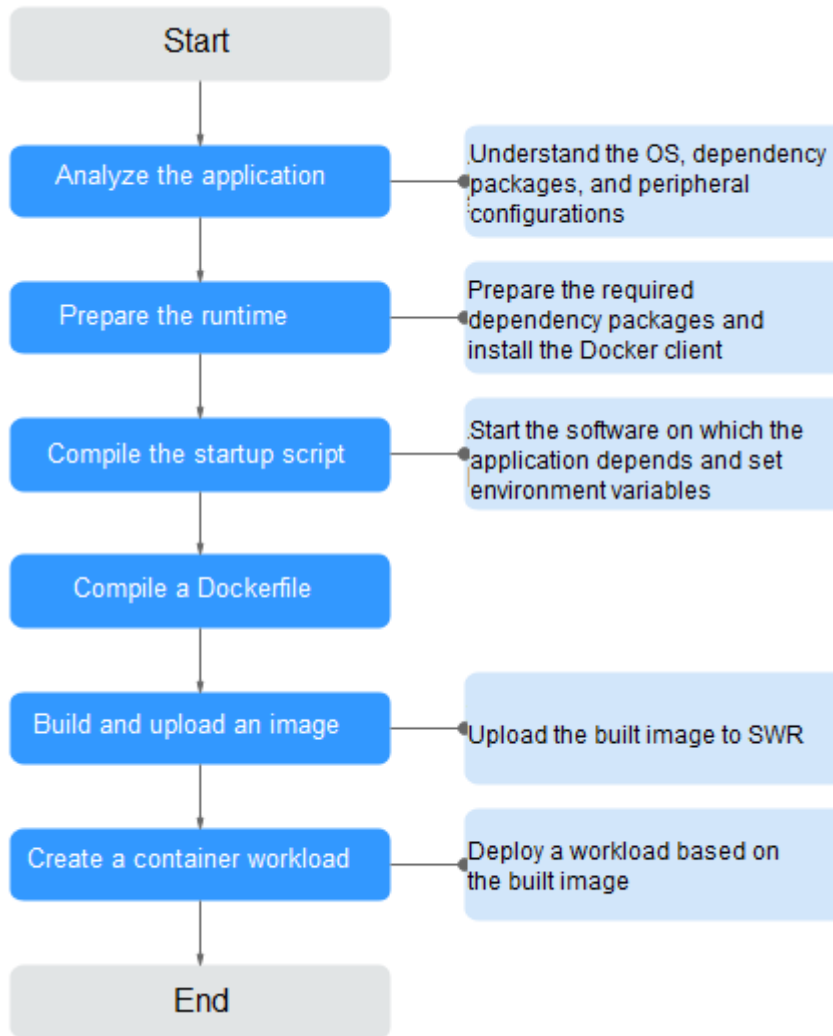 Start
Analyze the application
Understand the OS, dependency
packages, and peripheral
configurations
Prepare the runtime
Prepare the required
dependency packages and
install the Docker client
Compile the startup script
Start the software on which the
application depends and set
environment variables
Compile a Dockerfile
Build and upload an image
Upload the built image to SWR
Create a container workload
Deploy a workload based on
the built image
End